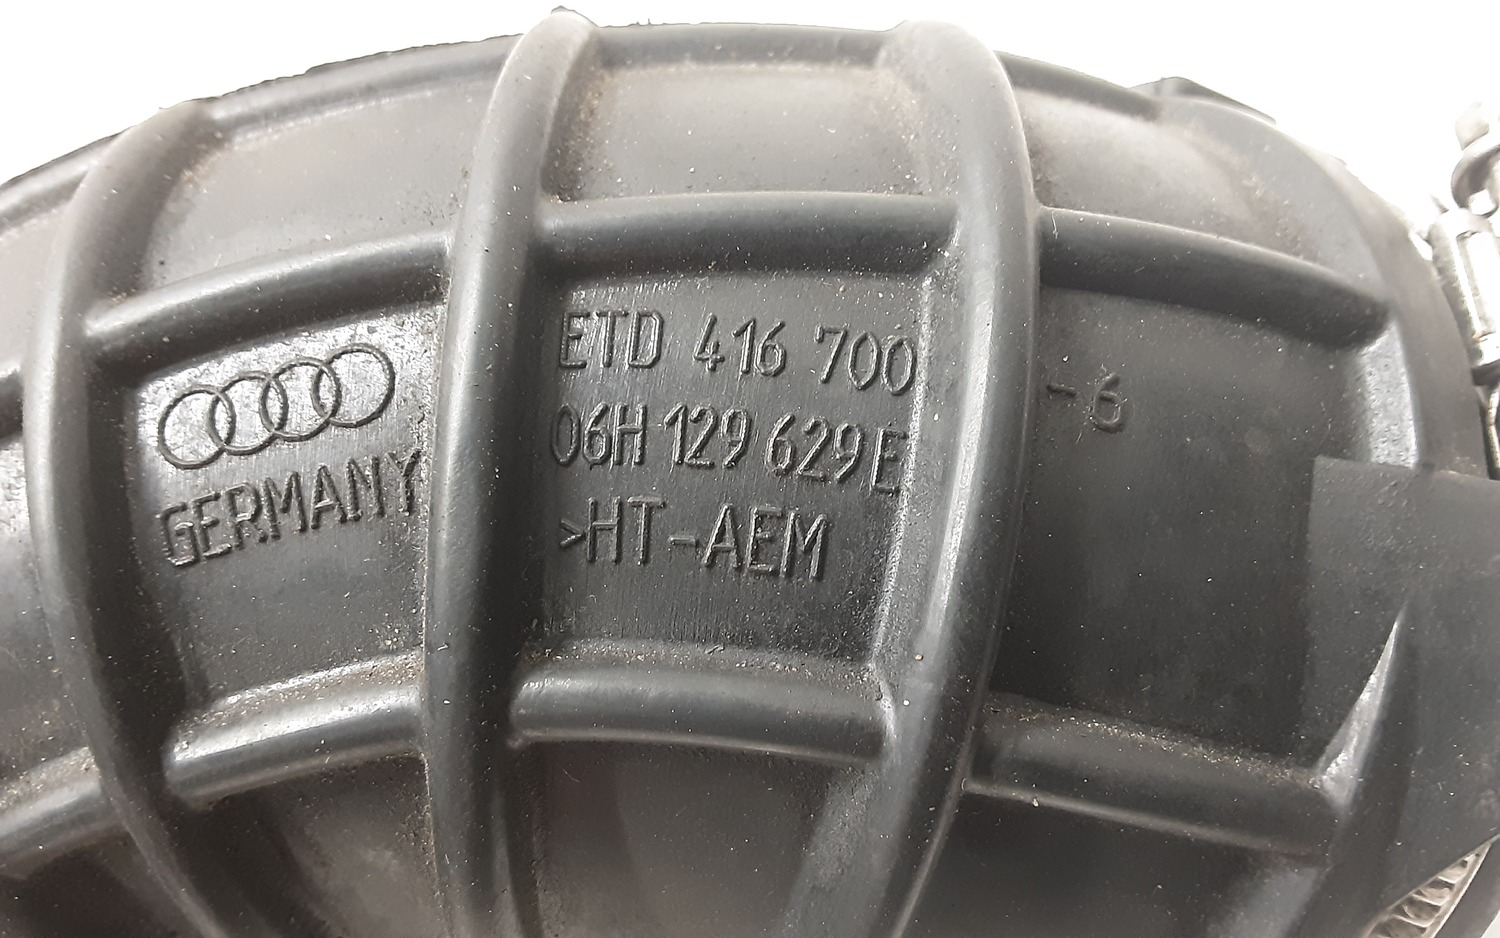 GERMANY
ETD 416 700
06H 129 629 E
>HT-AEM
-6